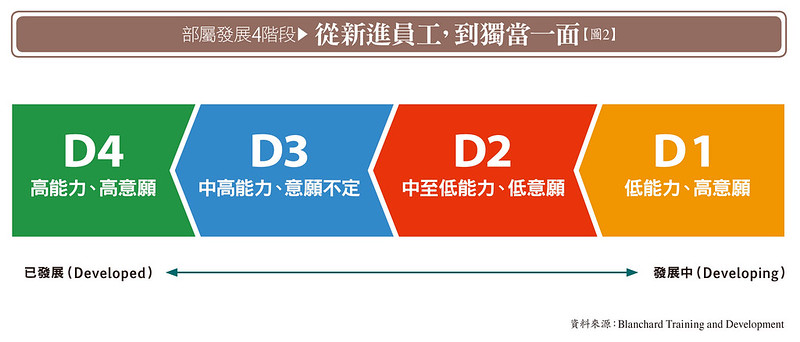 部屬發展4階段▶從新進員工,到獨當一面【圖2】
D4
高能力、高意願
D3
中高能力、意願不定
D2
中至低能力、低意願
D1
低能力、高意願
已發展(Developed)
發展中(Developing)
資料來源:Blanchard Training and Development